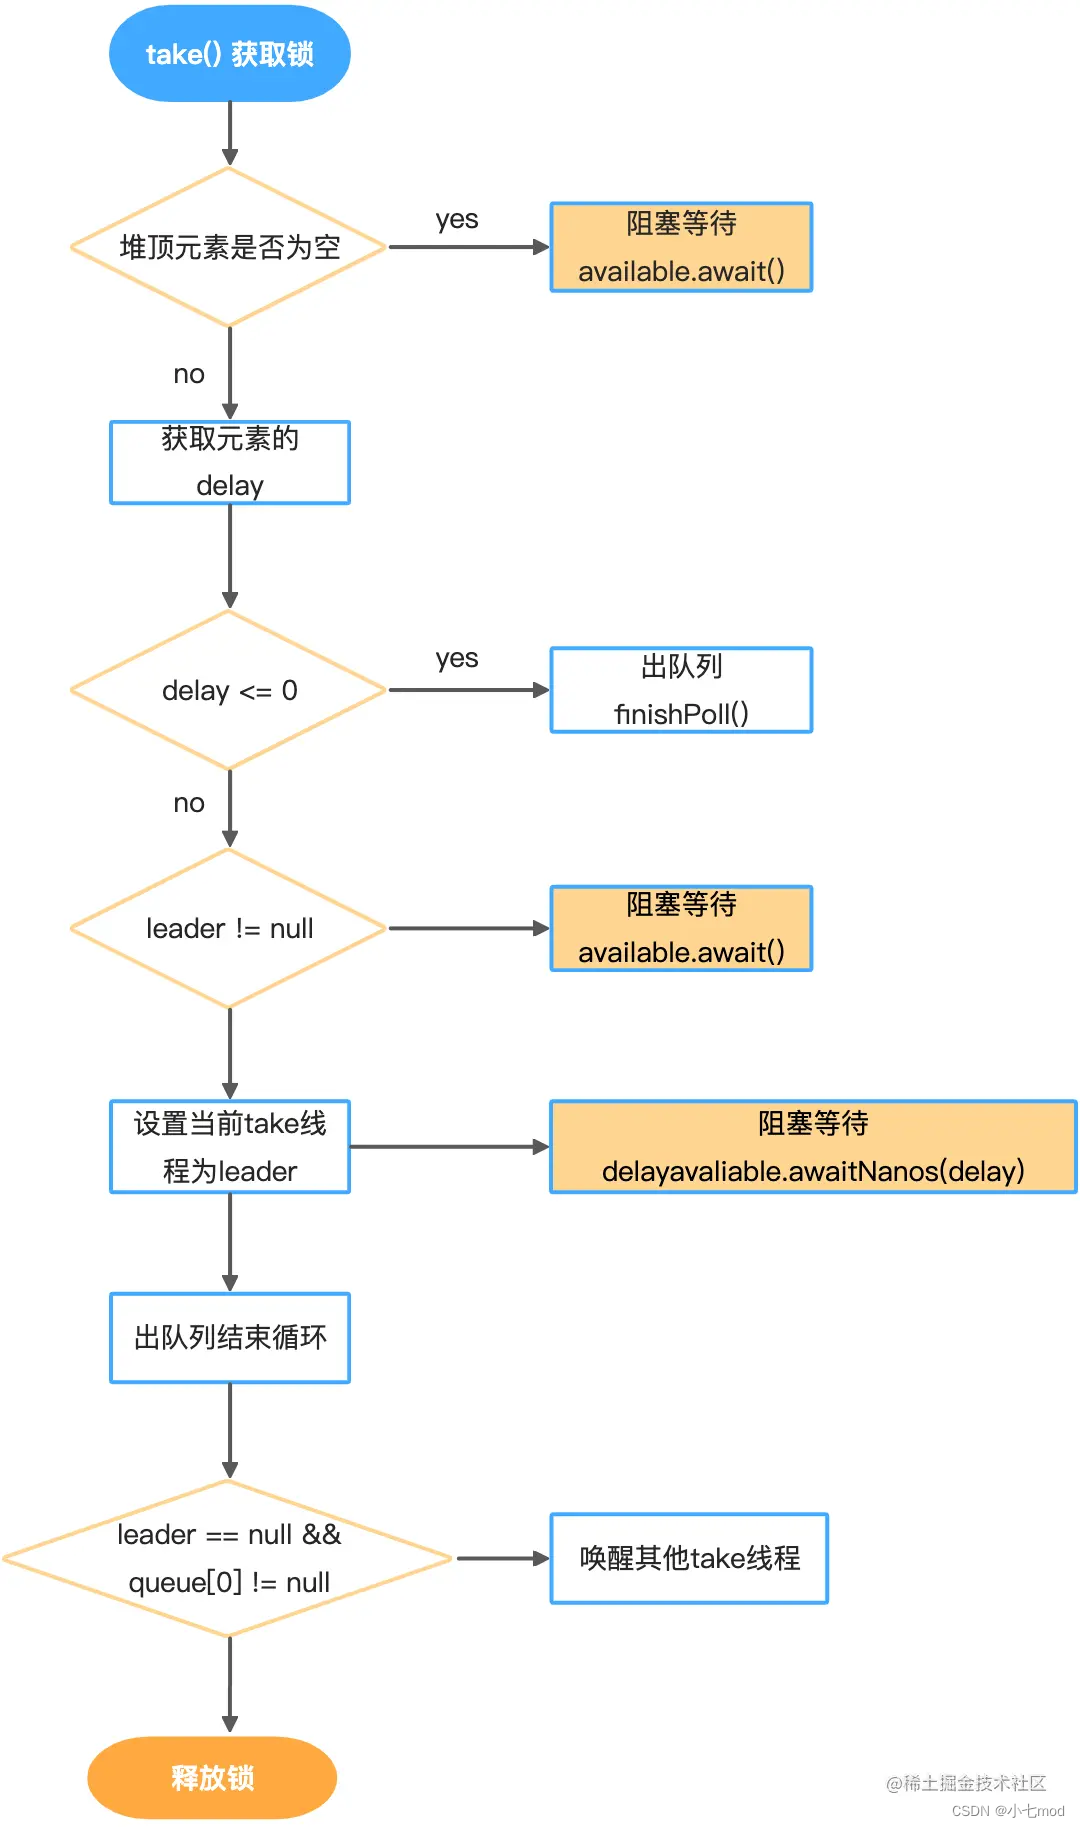 take() 获取锁
堆顶元素是否为空
yes
阻塞等待
available.await()
no
获取元素的
delay
delay <= 0
yes
出队列
finishPoll()
no
leader != null
阻塞等待
available.await()
设置当前take线
程为leader
阻塞等待
delayavaliable.awaitNanos(delay)
出队列结束循环
leader == null &&
queue[0] != null
唤醒其他take线程
释放锁
@稀土掘金技术社区
CSDN @小七mod